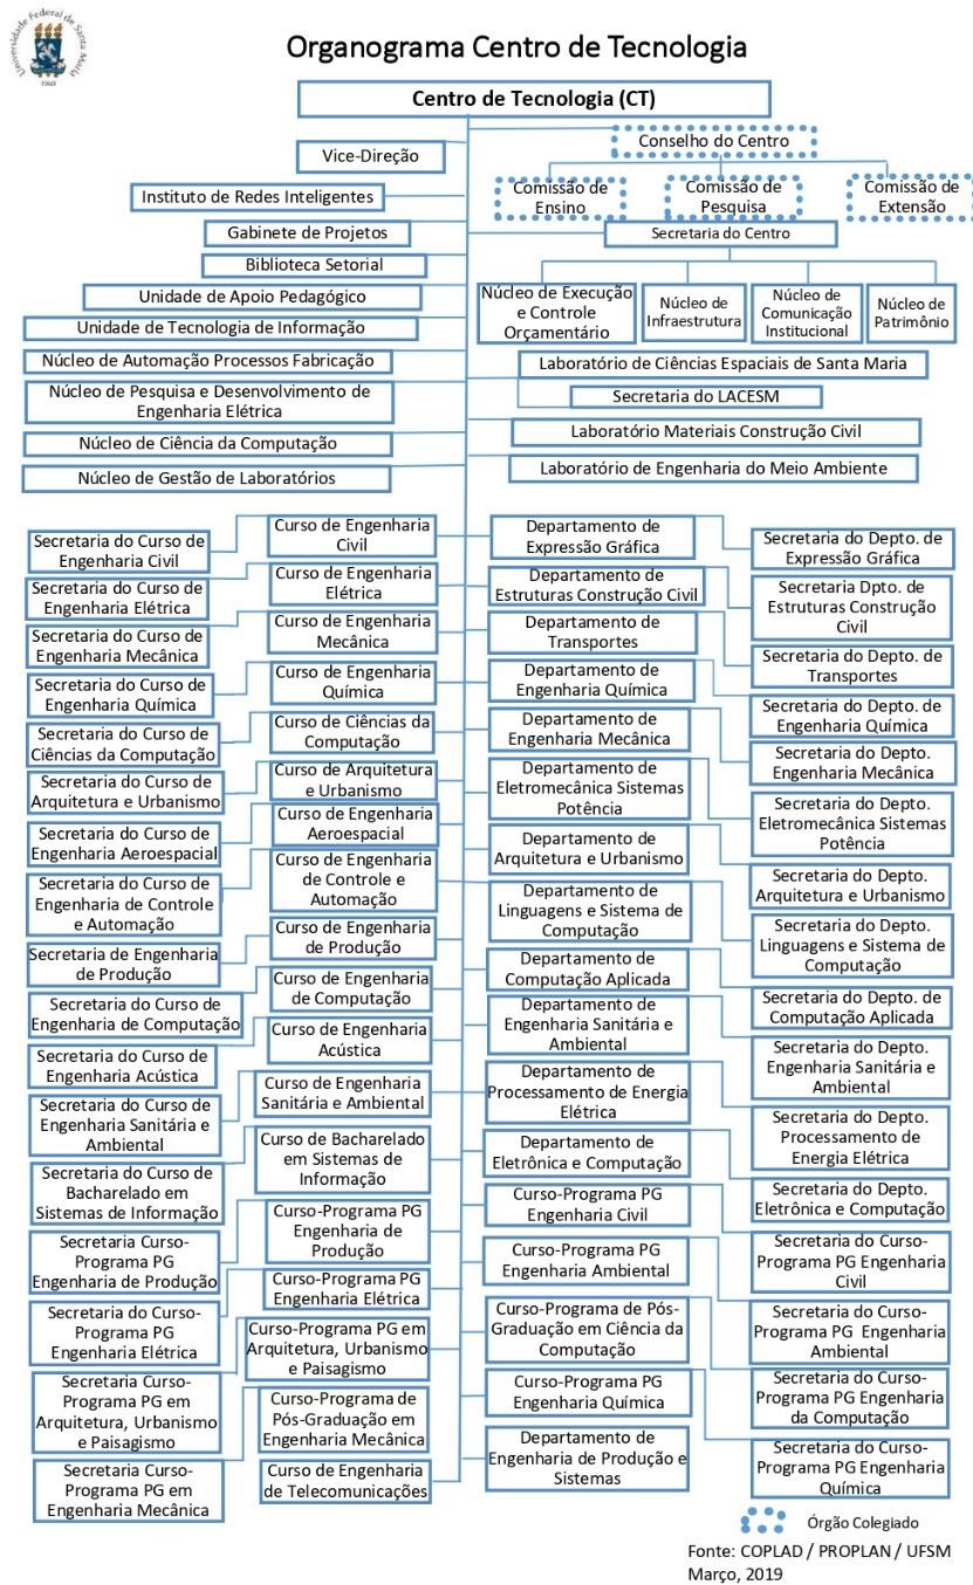 Universidade Federal de Santa Maria
1960
Organograma Centro de Tecnologia
Centro de Tecnologia (CT)
Conselho do Centro
Vice-Direção
Comissão de
Ensino
Comissão de
Pesquisa
Comissão de
Extensão
Instituto de Redes Inteligentes
Gabinete de Projetos
Secretaria do Centro
Biblioteca Setorial
Unidade de Apoio Pedagógico
Núcleo de Execução
e Controle
Orçamentário
Núcleo de
Infraestrutura
Núcleo de
Comunicação
Institucional
Núcleo de
Patrimônio
Unidade de Tecnologia de Informação
Núcleo de Automação Processos Fabricação
Laboratório de Ciências Espaciais de Santa Maria
Núcleo de Pesquisa e Desenvolvimento de
Engenharia Elétrica
Secretaria do LACESM
Núcleo de Ciência da Computação
Laboratório Materiais Construção Civil
Núcleo de Gestão de Laboratórios
Laboratório de Engenharia do Meio Ambiente
Secretaria do Curso de
Engenharia Civil
Secretaria do Curso de
Engenharia Elétrica
Secretaria do Curso de
Engenharia Mecânica
Secretaria do Curso de
Engenharia Química
Secretaria do Curso de
Ciências da Computação
Secretaria do Curso de
Arquitetura e Urbanismo
Secretaria do Curso de
Engenharia Aeroespacial
Secretaria do Curso de
Engenharia de Controle
e Automação
Secretaria de Engenharia
de Produção
Secretaria do Curso de
Engenharia de Computação
Secretaria do Curso de
Engenharia Acústica
Secretaria do Curso de
Engenharia Sanitária e
Ambiental
Secretaria do Curso de
Bacharelado em
Sistemas de Informação
Secretaria Curso-
Programa PG
Engenharia de Produção
Secretaria do Curso-
Programa PG
Engenharia Elétrica
Secretaria Curso-
Programa PG em
Arquitetura, Urbanismo
e Paisagismo
Secretaria Curso-
Programa PG em
Engenharia Mecânica
Curso de Engenharia
Civil
Curso de Engenharia
Elétrica
Curso de Engenharia
Mecânica
Curso de Engenharia
Química
Curso de Ciências da
Computação
Curso de Arquitetura
e Urbanismo
Curso de Engenharia
Aeroespacial
Curso de Engenharia
de Controle e
Automação
Curso de Engenharia
de Produção
Curso de Engenharia
de Computação
Curso de Engenharia
Acústica
Curso de Engenharia
Sanitária e Ambiental
Curso de Bacharelado
em Sistemas de
Informação
Curso-Programa PG
Engenharia de
Produção
Curso-Programa PG
Engenharia Elétrica
Curso-Programa PG em
Arquitetura, Urbanismo
e Paisagismo
Curso-Programa de
Pós-Graduação em
Engenharia Mecânica
Curso de Engenharia
de Telecomunicações
Departamento de
Expressão Gráfica
Departamento de
Estruturas Construção Civil
Departamento de
Transportes
Departamento de
Engenharia Química
Departamento de
Engenharia Mecânica
Departamento de
Eletromecânica Sistemas
Potência
Departamento de
Arquitetura e Urbanismo
Departamento de
Linguagens e Sistema de
Computação
Departamento de
Computação Aplicada
Departamento de
Engenharia Sanitária e
Ambiental
Departamento de
Processamento de Energia
Elétrica
Departamento de
Eletrônica e Computação
Curso-Programa PG
Engenharia Civil
Curso-Programa PG
Engenharia Ambiental
Curso-Programa de Pós-
Graduação em Ciência da
Computação
Curso-Programa PG
Engenharia Química
Departamento de
Engenharia de Produção e
Sistemas
Secretaria do Depto. de
Expressão Gráfica
Secretaria Dpto. de
Estruturas Construção
Civil
Secretaria do Depto. de
Transportes
Secretaria do Depto. de
Engenharia Química
Secretaria do Depto.
Engenharia Mecânica
Secretaria do Depto.
Eletromecânica Sistemas
Potência
Secretaria do Depto.
Arquitetura e Urbanismo
Secretaria do Depto.
Linguagens e Sistema de
Computação
Secretaria do Depto. de
Computação Aplicada
Secretaria do Depto.
Engenharia Sanitária e
Ambiental
Secretaria do Depto.
Processamento de
Energia Elétrica
Secretaria do Depto.
Eletrônica e Computação
Secretaria do Curso-
Programa PG Engenharia
Civil
Secretaria do Curso-
Programa PG Engenharia
Ambiental
Secretaria do Curso-
Programa PG Engenharia
da Computação
Secretaria do Curso-
Programa PG Engenharia
Química
Órgão Colegiado
Fonte: COPLAD / PROPLAN / UFSM
Março, 2019